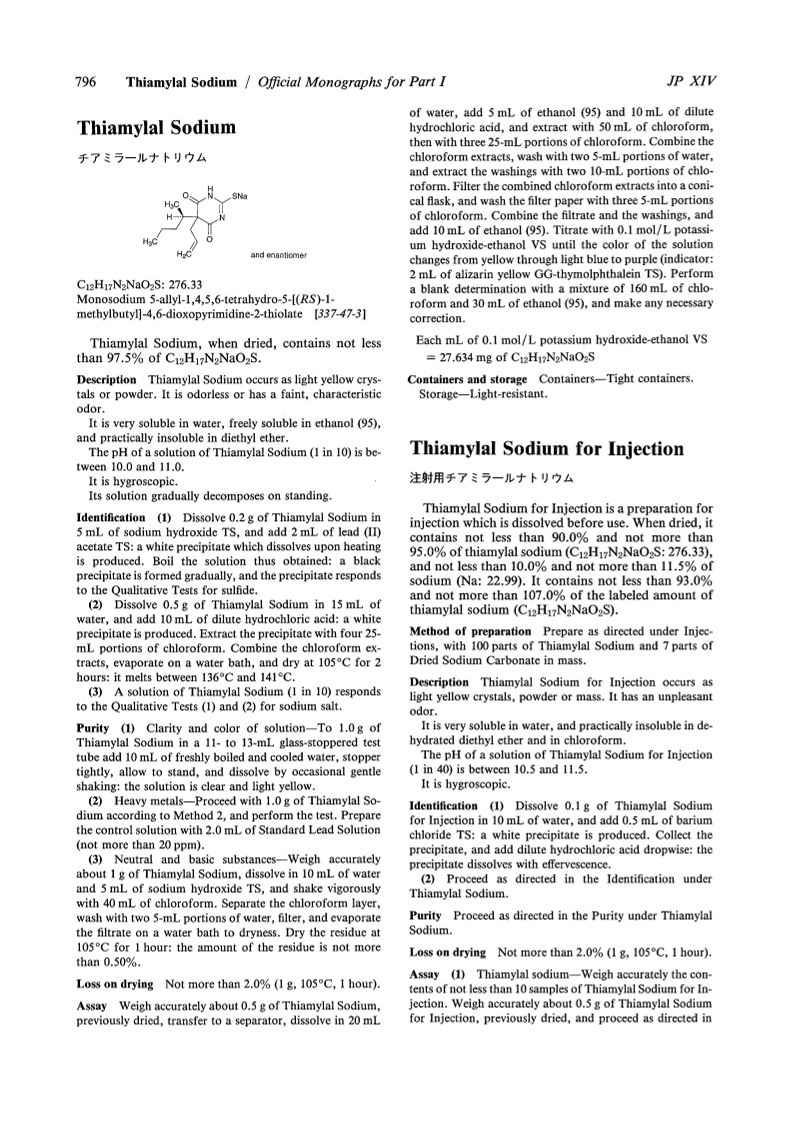 796 Thiamylal Sodium / Official Monographs for Part I JP XIV
Thiamylal Sodium
チアミラールナトリウム
H
O N SNa
H3C
H N
H3C O
H2C
and enantiomer
C12H17N2NaO2S: 276.33
Monosodium 5-allyl-1,4,5,6-tetrahydro-5-[(RS)-1-
methylbutyl]-4,6-dioxopyrimidine-2-thiolate [337-47-3]
Thiamylal Sodium, when dried, contains not less
than 97.5% of C12H17N2NaO2S.
Description Thiamylal Sodium occurs as light yellow crys-
tals or powder. It is odorless or has a faint, characteristic
odor.
It is very soluble in water, freely soluble in ethanol (95),
and practically insoluble in diethyl ether.
The pH of a solution of Thiamylal Sodium (1 in 10) is be-
tween 10.0 and 11.0.
It is hygroscopic.
Its solution gradually decomposes on standing.
Identification (1) Dissolve 0.2 g of Thiamylal Sodium in
5 mL of sodium hydroxide TS, and add 2 mL of lead (II)
acetate TS: a white precipitate which dissolves upon heating
is produced. Boil the solution thus obtained: a black
precipitate is formed gradually, and the precipitate responds
to the Qualitative Tests for sulfide.
(2) Dissolve 0.5 g of Thiamylal Sodium in 15 mL of
water, and add 10 mL of dilute hydrochloric acid: a white
precipitate is produced. Extract the precipitate with four 25-
mL portions of chloroform. Combine the chloroform ex-
tracts, evaporate on a water bath, and dry at 105°C for 2
hours: it melts between 136°C and 141°C.
(3) A solution of Thiamylal Sodium (1 in 10) responds
to the Qualitative Tests (1) and (2) for sodium salt.
Purity (1) Clarity and color of solution—To 1.0 g of
Thiamylal Sodium in a 11- to 13-mL glass-stoppered test
tube add 10 mL of freshly boiled and cooled water, stopper
tightly, allow to stand, and dissolve by occasional gentle
shaking: the solution is clear and light yellow.
(2) Heavy metals—Proceed with 1.0 g of Thiamylal So-
dium according to Method 2, and perform the test. Prepare
the control solution with 2.0 mL of Standard Lead Solution
(not more than 20 ppm).
(3) Neutral and basic substances—Weigh accurately
about 1 g of Thiamylal Sodium, dissolve in 10 mL of water
and 5 mL of sodium hydroxide TS, and shake vigorously
with 40 mL of chloroform. Separate the chloroform layer,
wash with two 5-mL portions of water, filter, and evaporate
the filtrate on a water bath to dryness. Dry the residue at
105°C for 1 hour: the amount of the residue is not more
than 0.50%.
Loss on drying Not more than 2.0% (1 g, 105°C, 1 hour).
Assay Weigh accurately about 0.5 g of Thiamylal Sodium,
previously dried, transfer to a separator, dissolve in 20 mL
of water, add 5 mL of ethanol (95) and 10 mL of dilute
hydrochloric acid, and extract with 50 mL of chloroform,
then with three 25-mL portions of chloroform. Combine the
chloroform extracts, wash with two 5-mL portions of water,
and extract the washings with two 10-mL portions of chlo-
roform. Filter the combined chloroform extracts into a coni-
cal flask, and wash the filter paper with three 5-mL portions
of chloroform. Combine the filtrate and the washings, and
add 10 mL of ethanol (95). Titrate with 0.1 mol/L potassi-
um hydroxide-ethanol VS until the color of the solution
changes from yellow through light blue to purple (indicator:
2 mL of alizarin yellow GG-thymolphthalein TS). Perform
a blank determination with a mixture of 160 mL of chlo-
roform and 30 mL of ethanol (95), and make any necessary
correction.
Each mL of 0.1 mol/L potassium hydroxide-ethanol VS
= 27.634 mg of C12H17N2NaO2S
Containers and storage Containers—Tight containers.
Storage—Light-resistant.
Thiamylal Sodium for Injection
注射用チアミラールナトリウム
Thiamylal Sodium for Injection is a preparation for
injection which is dissolved before use. When dried, it
contains not less than 90.0% and not more than
95.0% of thiamylal sodium (C12H17N2NaO2S: 276.33),
and not less than 10.0% and not more than 11.5% of
sodium (Na: 22.99). It contains not less than 93.0%
and not more than 107.0% of the labeled amount of
thiamylal sodium (C12H17N2NaO2S).
Method of preparation Prepare as directed under Injec-
tions, with 100 parts of Thiamylal Sodium and 7 parts of
Dried Sodium Carbonate in mass.
Description Thiamylal Sodium for Injection occurs as
light yellow crystals, powder or mass. It has an unpleasant
odor.
It is very soluble in water, and practically insoluble in de-
hydrated diethyl ether and in chloroform.
The pH of a solution of Thiamylal Sodium for Injection
(1 in 40) is between 10.5 and 11.5.
It is hygroscopic.
Identification (1) Dissolve 0.1 g of Thiamylal Sodium
for Injection in 10 mL of water, and add 0.5 mL of barium
chloride TS: a white precipitate is produced. Collect the
precipitate, and add dilute hydrochloric acid dropwise: the
precipitate dissolves with effervescence.
(2) Proceed as directed in the Identification under
Thiamylal Sodium.
Purity Proceed as directed in the Purity under Thiamylal
Sodium.
Loss on drying Not more than 2.0% (1 g, 105°C, 1 hour).
Assay (1) Thiamylal sodium—Weigh accurately the con-
tents of not less than 10 samples of Thiamylal Sodium for In-
jection. Weigh accurately about 0.5 g of Thiamylal Sodium
for Injection, previously dried, and proceed as directed in